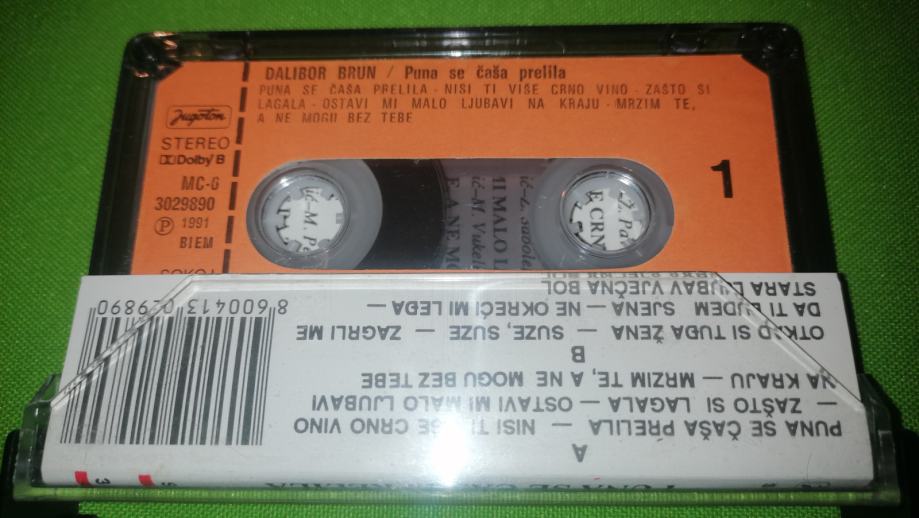 DALIBOR BRUN / Puna se čaša prelila
PUNA SE ČAŠA PRELILA - NISI TI VIŠE CRNO VINO - ZAŠTO SI
LAGALA - OSTAVI MI MALO LJUBAVI NA KRAJU - MRZIM TE,
A NE MOGU BEZ TEBE
Jugoton
STEREO
Dolby B
MC-6
3029890
P 1991
BIEM
SOKOJ
1
A
PUNA SE ČAŠA PRELILA — NISI TI VIŠE CRNO VINO
— ZAŠTO SI LAGALA — OSTAVI MI MALO LJUBAVI
NA KRAJU — MRZIM TE, A NE MOGU BEZ TEBE
B
OTKAD SI TUĐA ŽENA — SUZE, SUZE — ZAGRLI ME
DA TI BUDEM SJENA — NE OKREĆI MI LEĐA —
STARA LJUBAV VJEČNA BOL
8 600413 029890